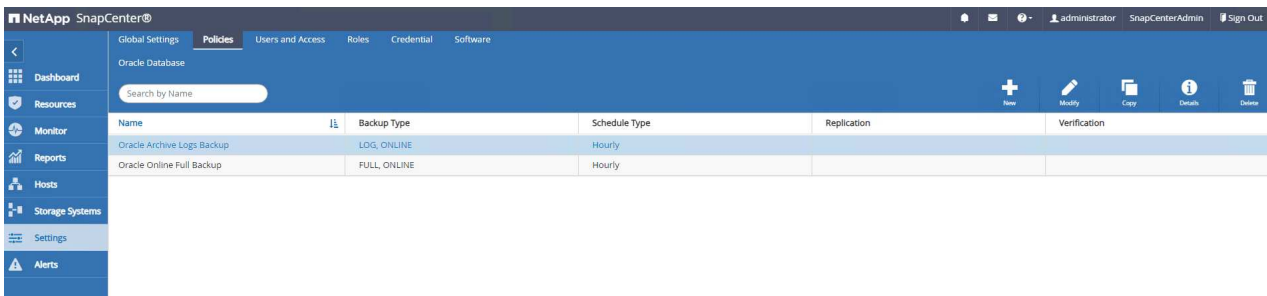 NetApp SnapCenter® administrator SnapCenterAdmin Sign Out
Global Settings Policies Users and Access Roles Credential Software
Oracle Database
Dashboard
Search by Name
New Modify Copy Details Delete
Resources
Name Backup Type Schedule Type Replication Verification
Monitor
Oracle Archive Logs Backup LOG, ONLINE Hourly
Reports
Oracle Online Full Backup FULL, ONLINE Hourly
Hosts
Storage Systems
Settings
Alerts